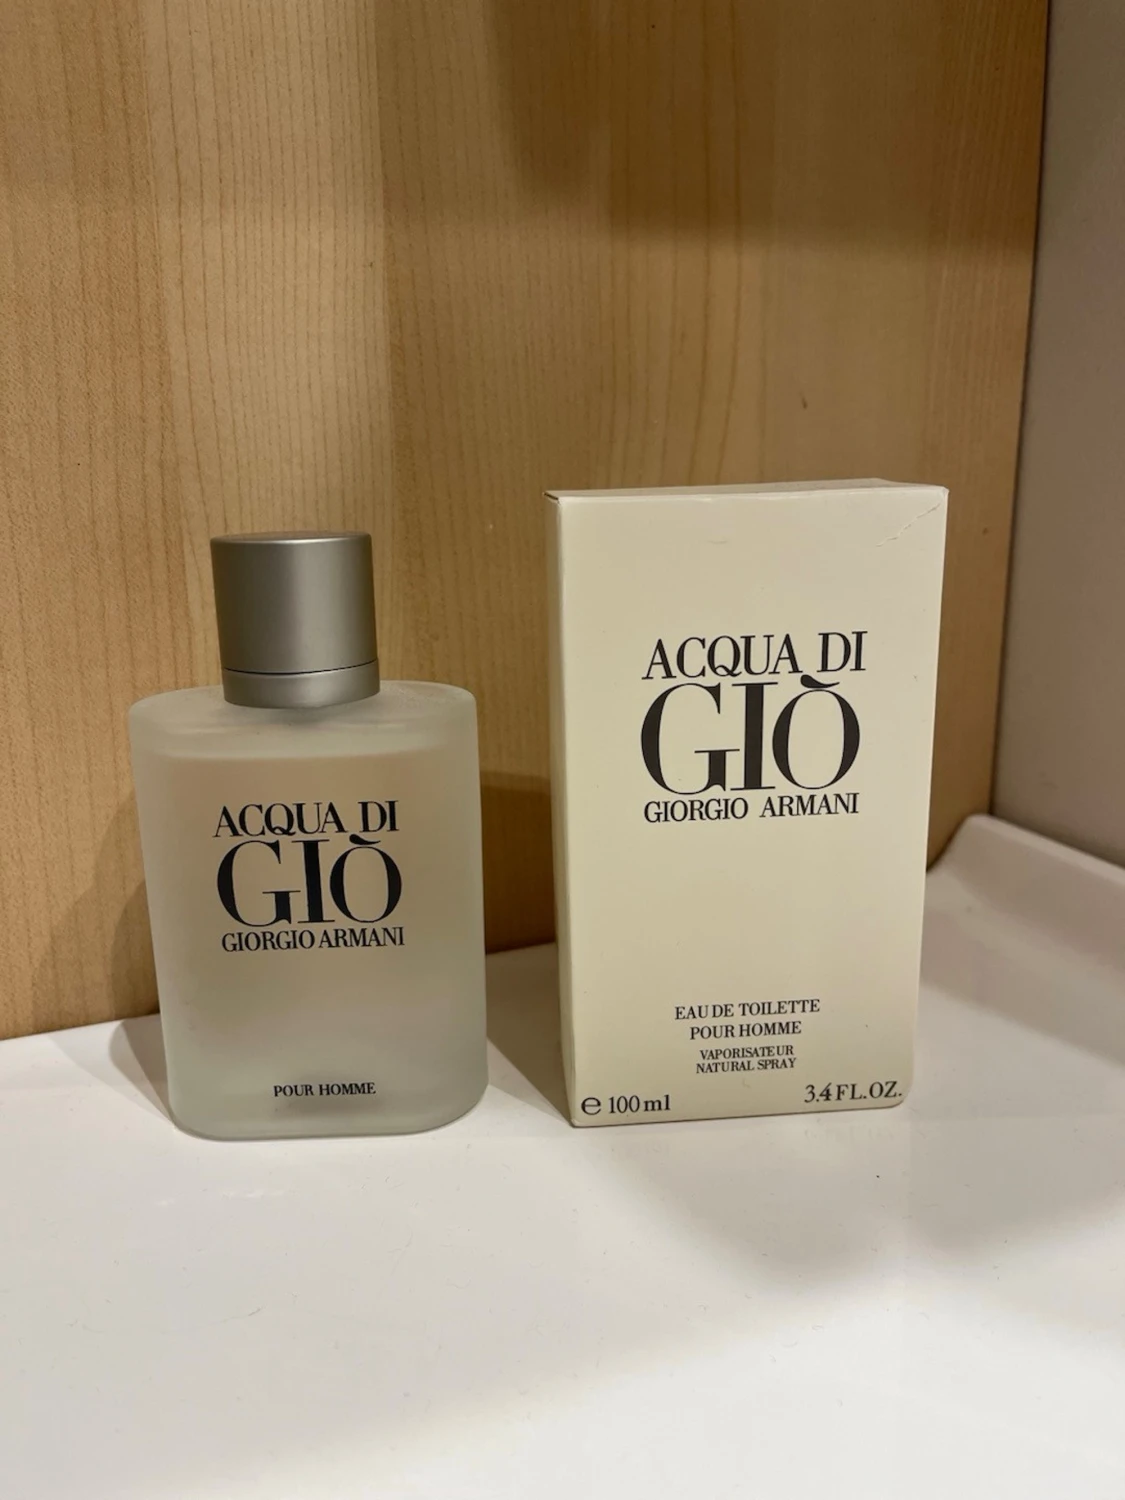 ACQUA DI
GIÒ
GIORGIO ARMANI
POUR HOMME
ACQUA DI
GIÒ
GIORGIO ARMANI
EAU DE TOILETTE
POUR HOMME
VAPORISATEUR
NATURAL SPRAY
℮ 100 ml 3.4 FL.OZ.